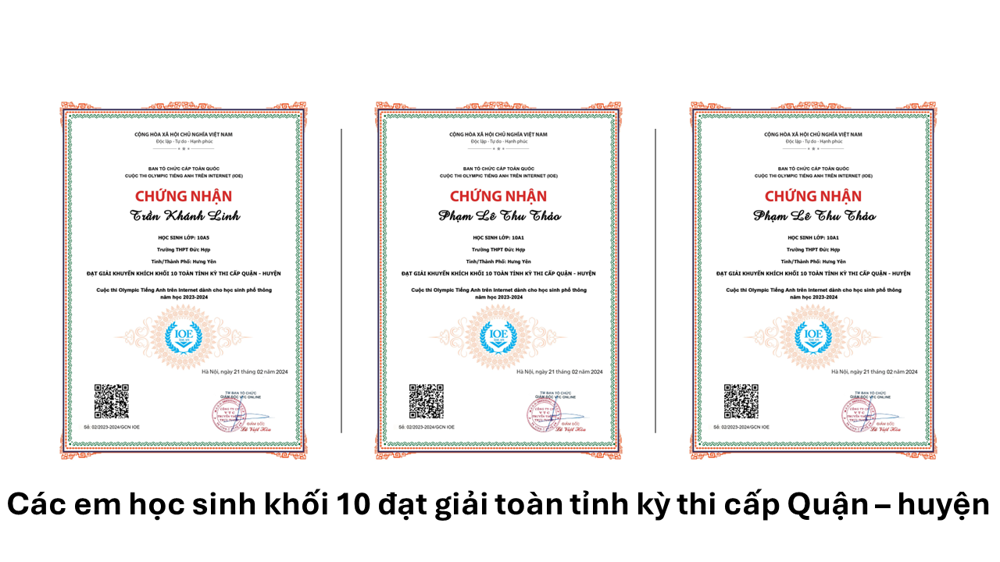 CỘNG HÒA XÃ HỘI CHỦ NGHĨA VIỆT NAM
Độc lập - Tự do - Hạnh phúc
BAN TỔ CHỨC CẤP TOÀN QUỐC
CUỘC THI OLYMPIC TIẾNG ANH TRÊN INTERNET (IOE)
CHỨNG NHẬN
Trần Khánh Linh
HỌC SINH LỚP: 10A5
Trường THPT Đức Hợp
Tỉnh/Thành Phố: Hưng Yên
ĐẠT GIẢI KHUYẾN KHÍCH KHỐI 10 TOÀN TỈNH KỲ THI CẤP QUẬN - HUYỆN
Cuộc thi Olympic Tiếng Anh trên Internet dành cho học sinh phổ thông
năm học 2023-2024
IOE
Hà Nội, ngày 21 tháng 02 năm 2024
TM BAN TỔ CHỨC
GIÁM ĐỐC VTC ONLINE
CÔNG TY CP
VTC
GIÁM ĐỐC
Lê Việt Hòa
Số: 02/2023-2024/GCN IOE
CỘNG HÒA XÃ HỘI CHỦ NGHĨA VIỆT NAM
Độc lập - Tự do - Hạnh phúc
BAN TỔ CHỨC CẤP TOÀN QUỐC
CUỘC THI OLYMPIC TIẾNG ANH TRÊN INTERNET (IOE)
CHỨNG NHẬN
Phạm Lê Thu Thảo
HỌC SINH LỚP: 10A1
Trường THPT Đức Hợp
Tỉnh/Thành Phố: Hưng Yên
ĐẠT GIẢI KHUYẾN KHÍCH KHỐI 10 TOÀN TỈNH KỲ THI CẤP QUẬN - HUYỆN
Cuộc thi Olympic Tiếng Anh trên Internet dành cho học sinh phổ thông
năm học 2023-2024
IOE
Hà Nội, ngày 21 tháng 02 năm 2024
TM BAN TỔ CHỨC
GIÁM ĐỐC VTC ONLINE
CÔNG TY CP
VTC
GIÁM ĐỐC
Lê Việt Hòa
Số: 02/2023-2024/GCN IOE
CỘNG HÒA XÃ HỘI CHỦ NGHĨA VIỆT NAM
Độc lập - Tự do - Hạnh phúc
BAN TỔ CHỨC CẤP TOÀN QUỐC
CUỘC THI OLYMPIC TIẾNG ANH TRÊN INTERNET (IOE)
CHỨNG NHẬN
Phạm Lê Thu Thảo
HỌC SINH LỚP: 10A1
Trường THPT Đức Hợp
Tỉnh/Thành Phố: Hưng Yên
ĐẠT GIẢI KHUYẾN KHÍCH KHỐI 10 TOÀN TỈNH KỲ THI CẤP QUẬN - HUYỆN
Cuộc thi Olympic Tiếng Anh trên Internet dành cho học sinh phổ thông
năm học 2023-2024
IOE
Hà Nội, ngày 21 tháng 02 năm 2024
TM BAN TỔ CHỨC
GIÁM ĐỐC VTC ONLINE
CÔNG TY CP
VTC
GIÁM ĐỐC
Lê Việt Hòa
Số: 02/2023-2024/GCN IOE
Các em học sinh khối 10 đạt giải toàn tỉnh kỳ thi cấp Quận – huyện